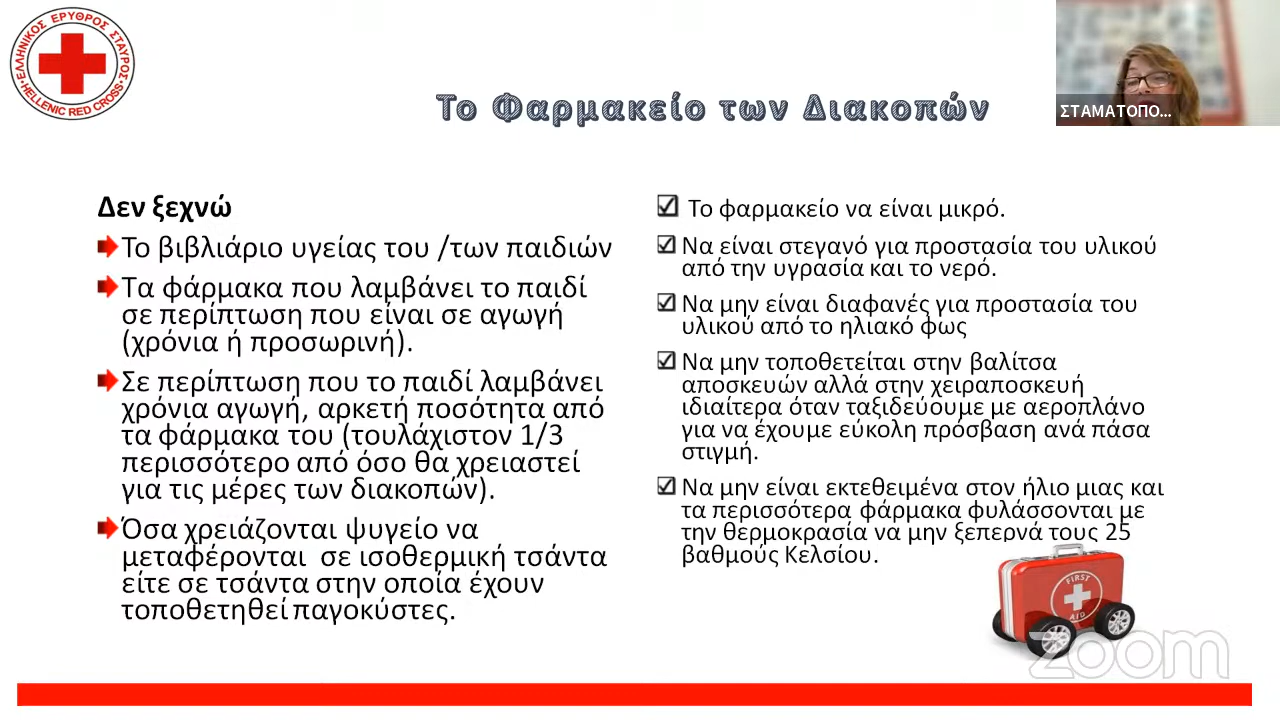 ΕΛΛΗΝΙΚΟΣ ΕΡΥΘΡΟΣ ΣΤΑΥΡΟΣ
HELLENIC RED CROSS
Το Φαρμακείο των Διακοπών
ΣΤΑΜΑΤΟΠΟ...
Δεν ξεχνώ
Το βιβλιάριο υγείας του /των παιδιών
Τα φάρμακα που λαμβάνει το παιδί
σε περίπτωση που είναι σε αγωγή
(χρόνια ή προσωρινή).
Σε περίπτωση που το παιδί λαμβάνει
χρόνια αγωγή, αρκετή ποσότητα από
τα φάρμακα του (τουλάχιστον 1/3
περισσότερο από όσο θα χρειαστεί
για τις μέρες των διακοπών).
Όσα χρειάζονται ψυγείο να
μεταφέρονται σε ισοθερμική τσάντα
είτε σε τσάντα στην οποία έχουν
τοποθετηθεί παγοκύστες.
Το φαρμακείο να είναι μικρό.
Να είναι στεγανό για προστασία του υλικού
από την υγρασία και το νερό.
Να μην είναι διαφανές για προστασία του
υλικού από το ηλιακό φως
Να μην τοποθετείται στην βαλίτσα
αποσκευών αλλά στην χειραποσκευή
ιδιαίτερα όταν ταξιδεύουμε με αεροπλάνο
για να έχουμε εύκολη πρόσβαση ανά πάσα
στιγμή.
Να μην είναι εκτεθειμένα στον ήλιο μιας και
τα περισσότερα φάρμακα φυλάσσονται με
την θερμοκρασία να μην ξεπερνά τους 25
βαθμούς Κελσίου.
FIRST
AID
zoom